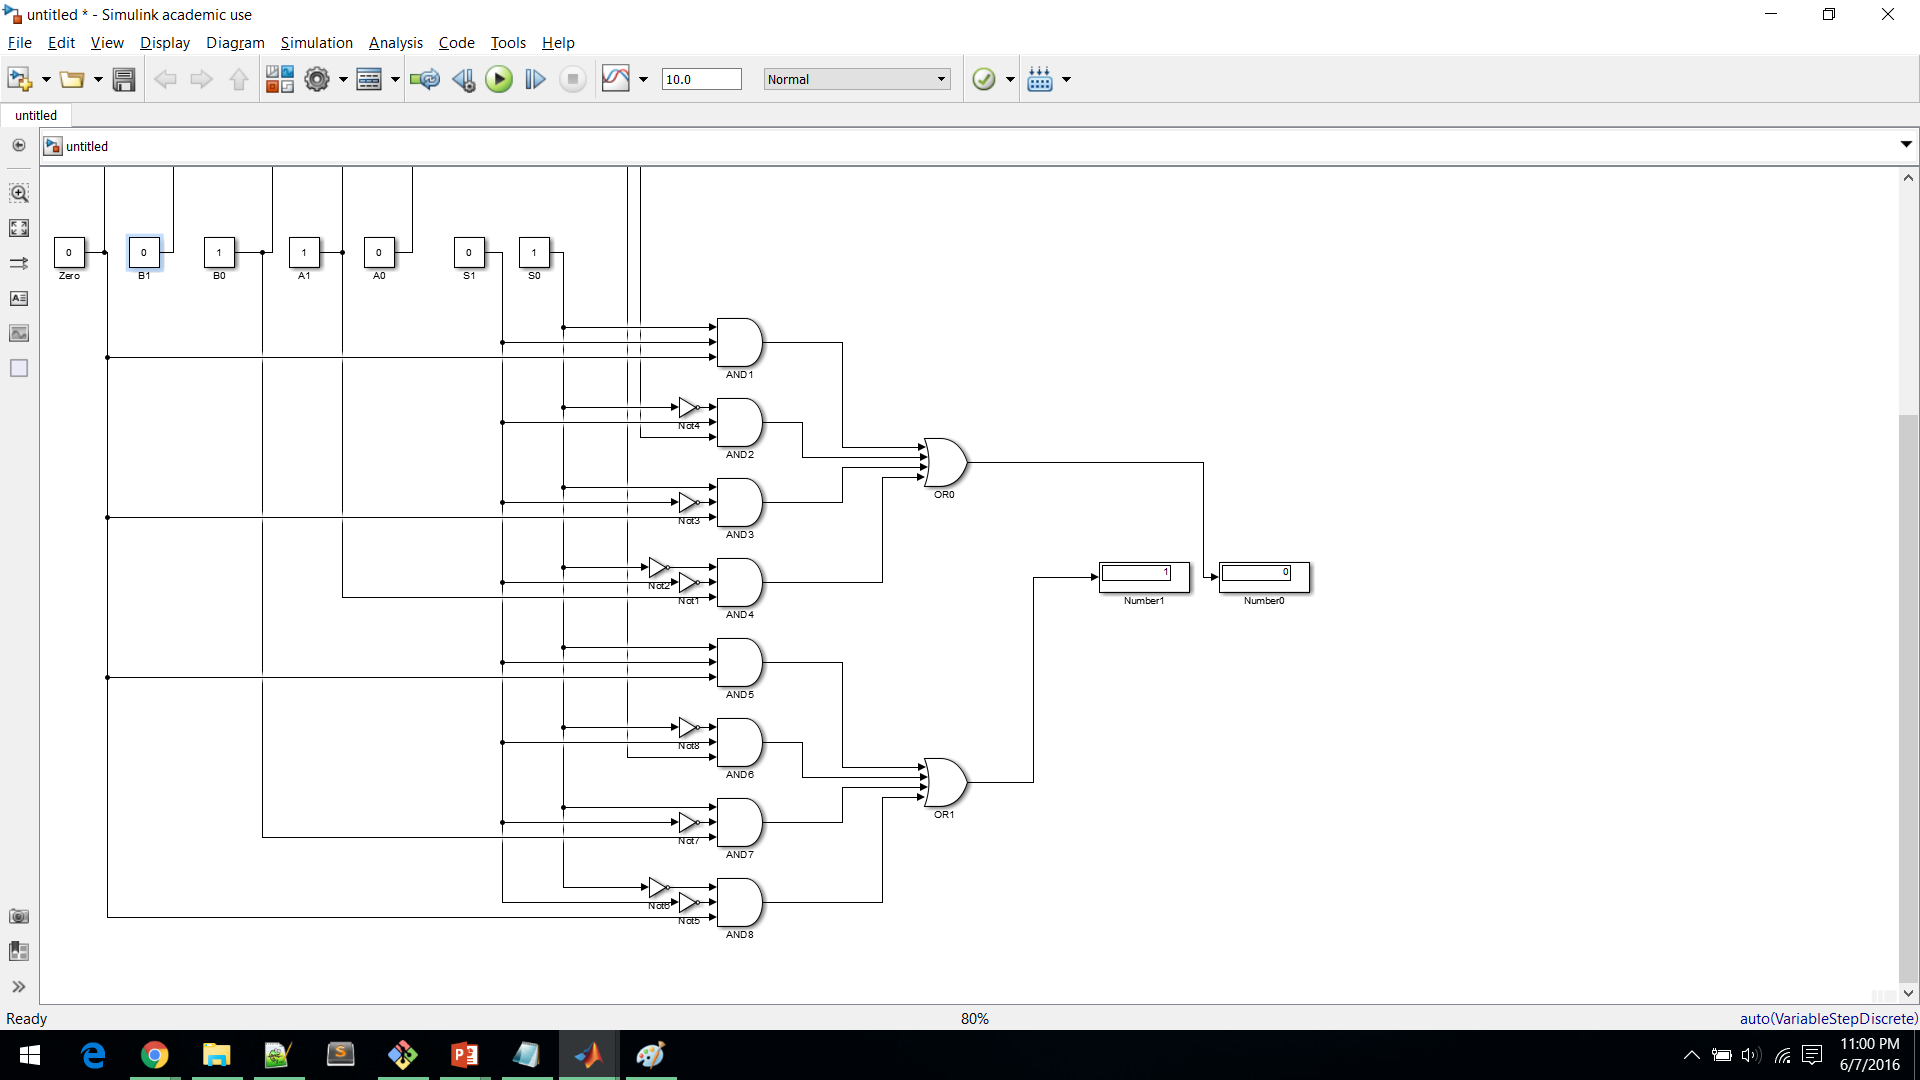 untitled * - Simulink academic use
File Edit View Display Diagram Simulation Analysis Code Tools Help
10.0 Normal
untitled
untitled
0 0 1 1 0 0 1
Zero B1 B0 A1 A0 S1 S0
AND1
Not4
AND2
OR0
Not3
AND3
1 0
Not2
Not1
Number1 Number0
AND4
AND5
Not8
AND6
OR1
Not7
AND7
Not6
Not5
AND8
Ready 80% auto(VariableStepDiscrete)
11:00 PM
6/7/2016